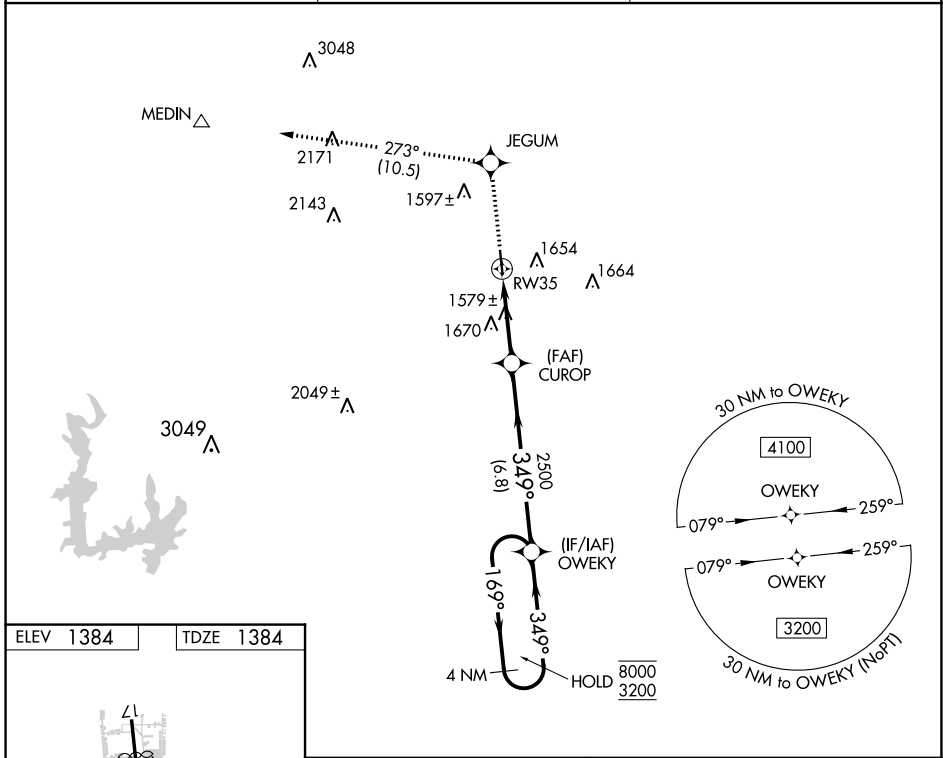 3048
MEDIN
JEGUM
2171
273°
(10.5)
1597±
2143
1654
RW35
1664
1579±
1670
(FAF)
CUROP
2049±
3049
30 NM to OWEKY
4100
OWEKY
079°
259°
349°
2500
(6.8)
(IF/IAF)
OWEKY
079°
259°
OWEKY
3200
30 NM to OWEKY (NoPT)
169°
349°
4 NM
HOLD
8000
3200
ELEV 1384
TDZE 1384
17